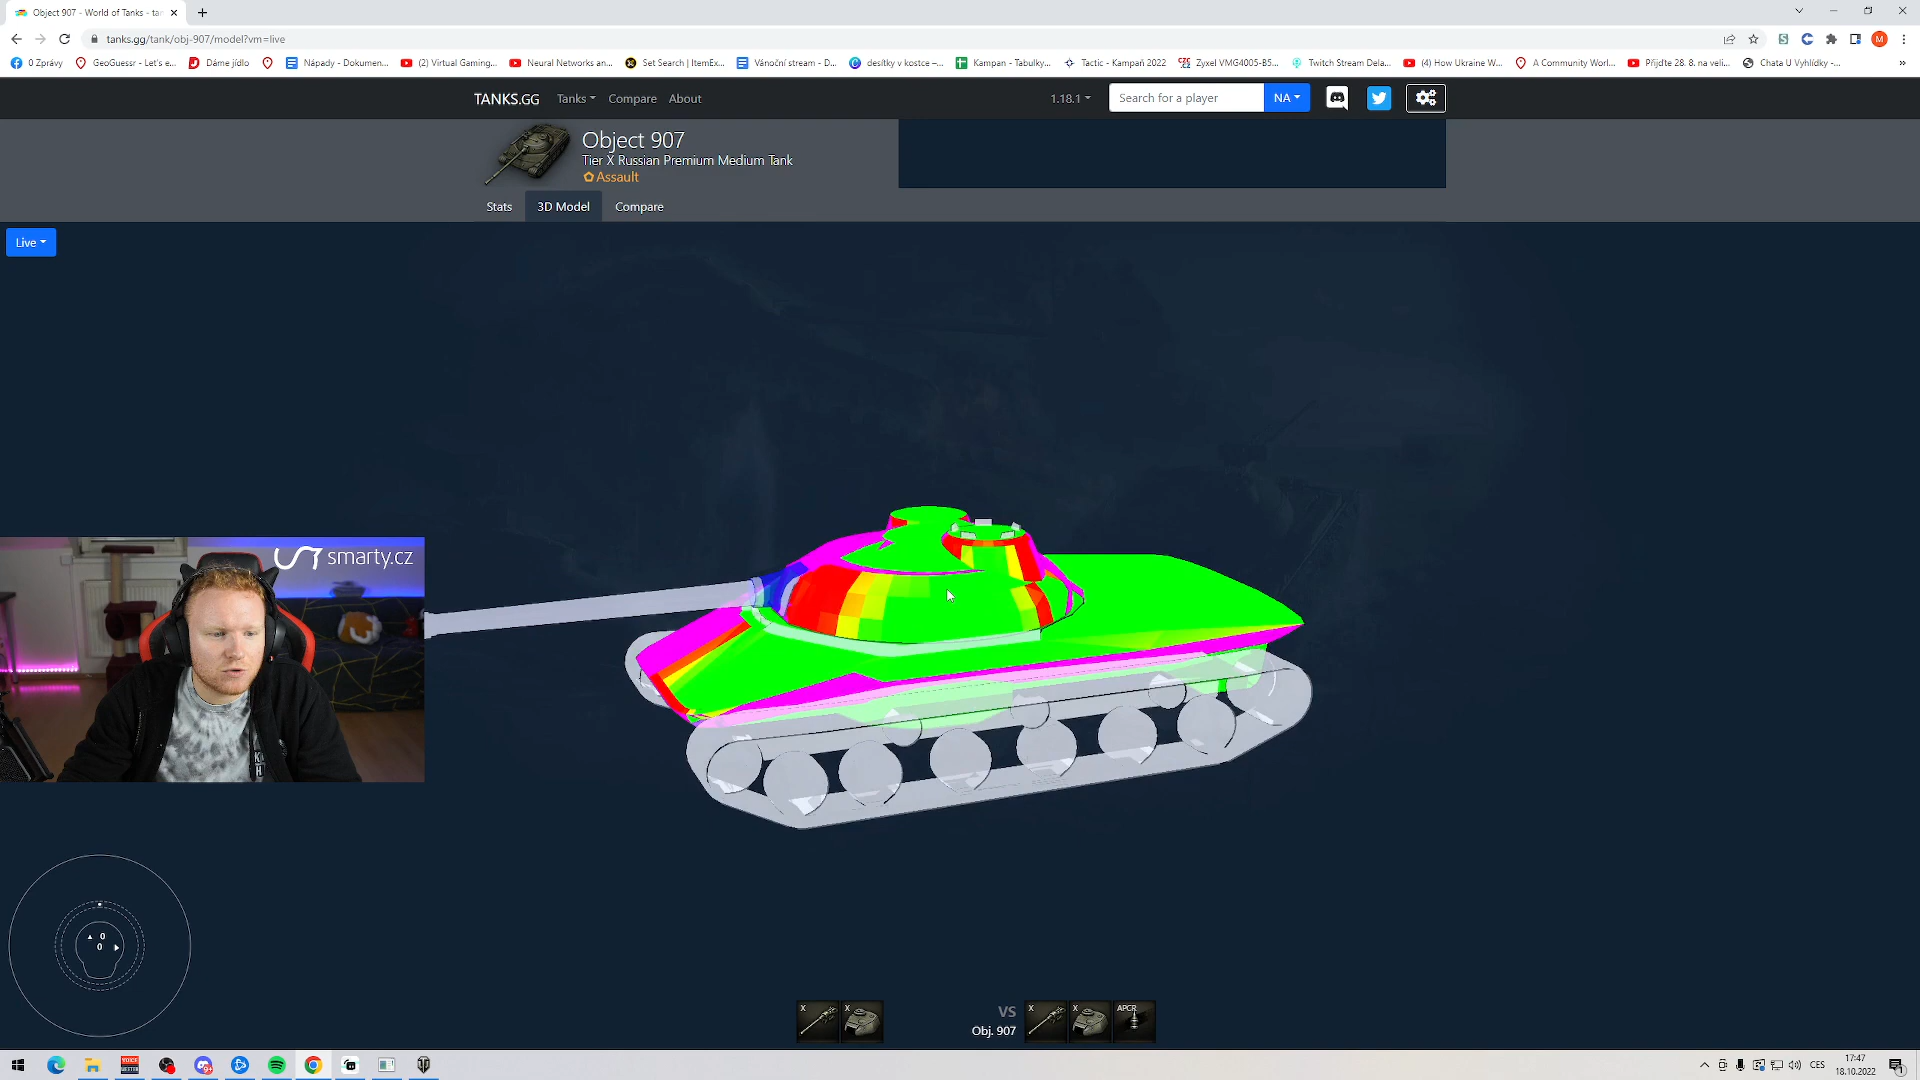 Object 907 - World of Tanks - tan
tanks.gg/tank/obj-907/model?vm=live
M
0 Zprávy
GeoGuessr - Let's e...
Dáme jídlo
Nápady - Dokumen...
(2) Virtual Gaming...
Neural Networks an...
Set Search | ItemEx...
Vánoční stream - D...
desítky v kostce –...
Kampan - Tabulky...
Tactic - Kampaň 2022
Zyxel VMG4005-B5...
Twitch Stream Dela...
(4) How Ukraine W...
A Community Worl...
Přijďte 28. 8. na veli...
Chata U Vyhlídky -...
»
TANKS.GG
Tanks
Compare
About
1.18.1
Search for a player
NA
Object 907
Tier X Russian Premium Medium Tank
Assault
Stats
3D Model
Compare
Live
smarty.cz
0
0
X
X
VS
Obj. 907
X
X
APCR
CES
17:47
18.10.2022